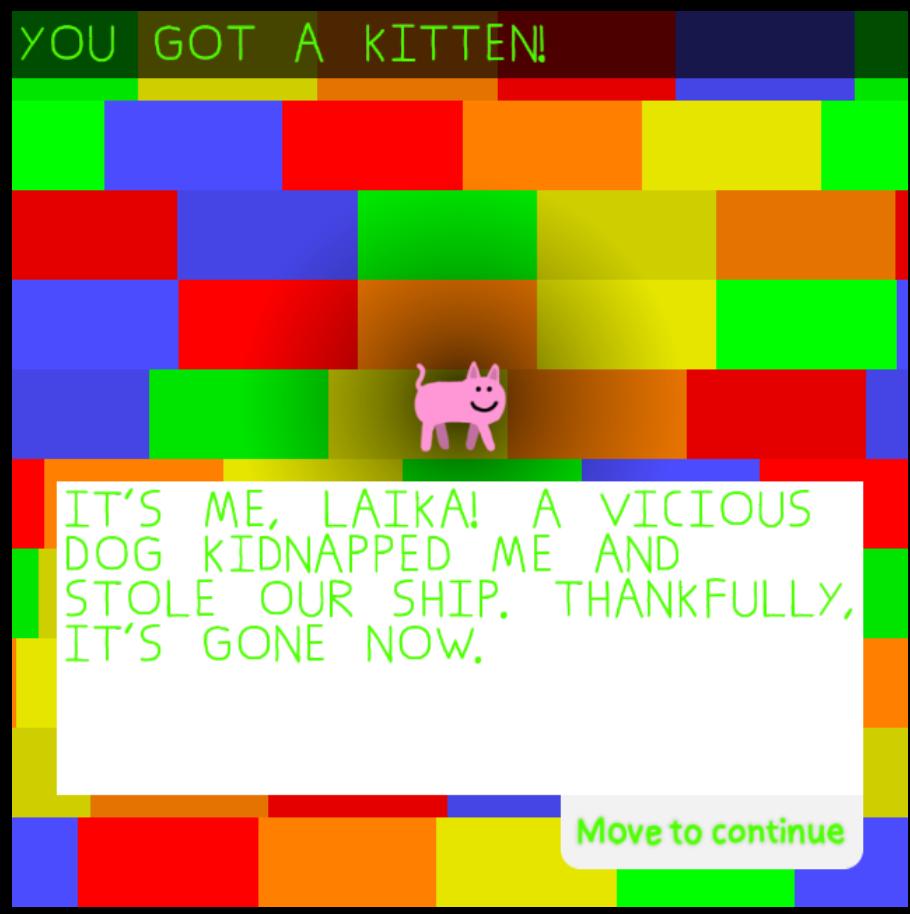 YOU GOT A KITTEN!
IT'S ME, LAIKA! A VICIOUS
DOG KIDNAPPED ME AND
STOLE OUR SHIP. THANKFULLY,
IT'S GONE NOW.
Move to continue